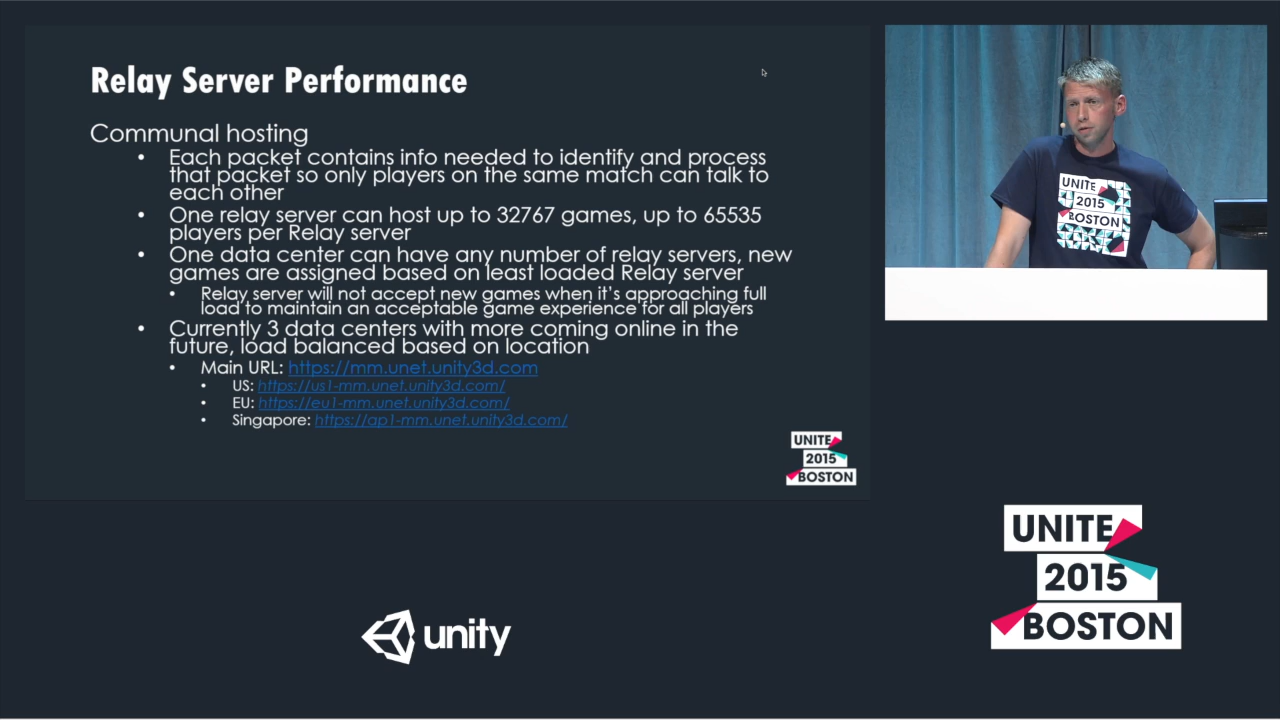 Relay Server Performance
Communal hosting
• Each packet contains info needed to identify and process
that packet so only players on the same match can talk to
each other
• One relay server can host up to 32767 games, up to 65535
players per Relay server
• One data center can have any number of relay servers, new
games are assigned based on least loaded Relay server
• Relay server will not accept new games when it's approaching full
load to maintain an acceptable game experience for all players
• Currently 3 data centers with more coming online in the
future, load balanced based on location
• Main URL: https://mm.unet.unity3d.com
• US: https://us1-mm.unet.unity3d.com/
• EU: https://eu1-mm.unet.unity3d.com/
• Singapore: https://ap1-mm.unet.unity3d.com/
UNITE
2015
BOSTON
UNITE
2015
BOSTON
unity
UNITE
2015
BOSTON